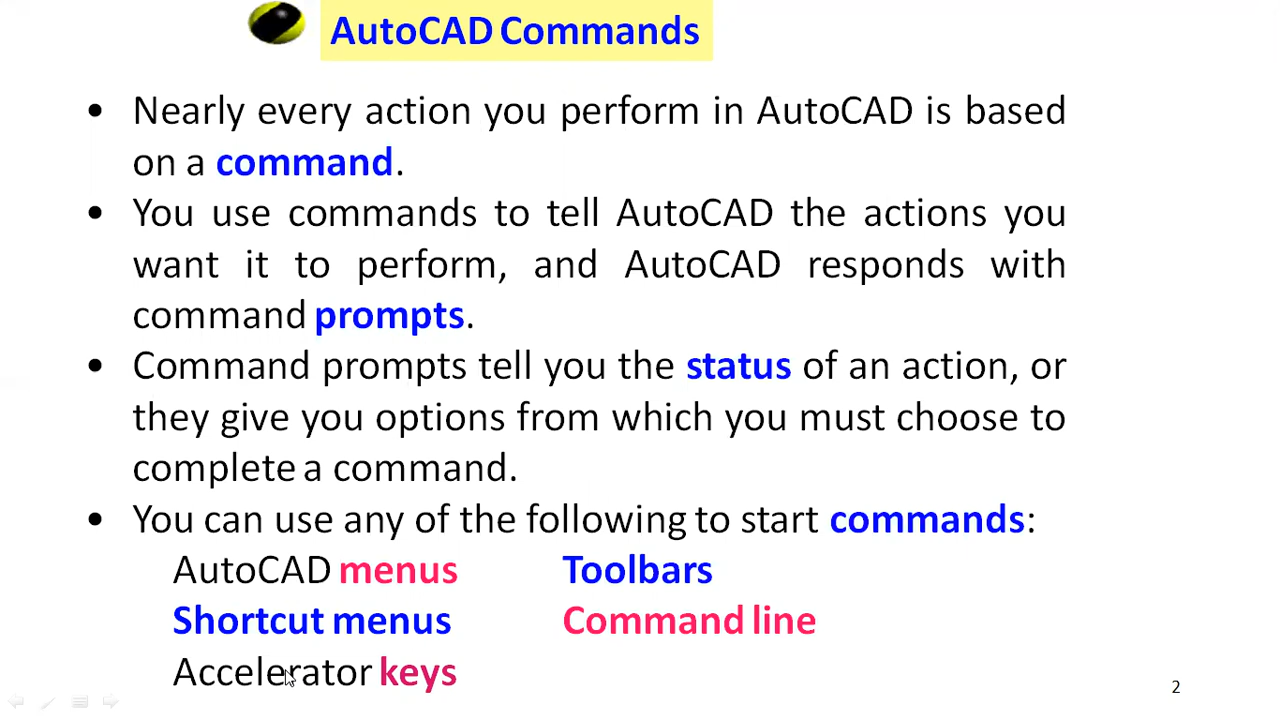 AutoCAD Commands
• Nearly every action you perform in AutoCAD is based
on a command.
• You use commands to tell AutoCAD the actions you
want it to perform, and AutoCAD responds with
command prompts.
• Command prompts tell you the status of an action, or
they give you options from which you must choose to
complete a command.
• You can use any of the following to start commands:
AutoCAD menus Toolbars
Shortcut menus Command line
Accelerator keys
2